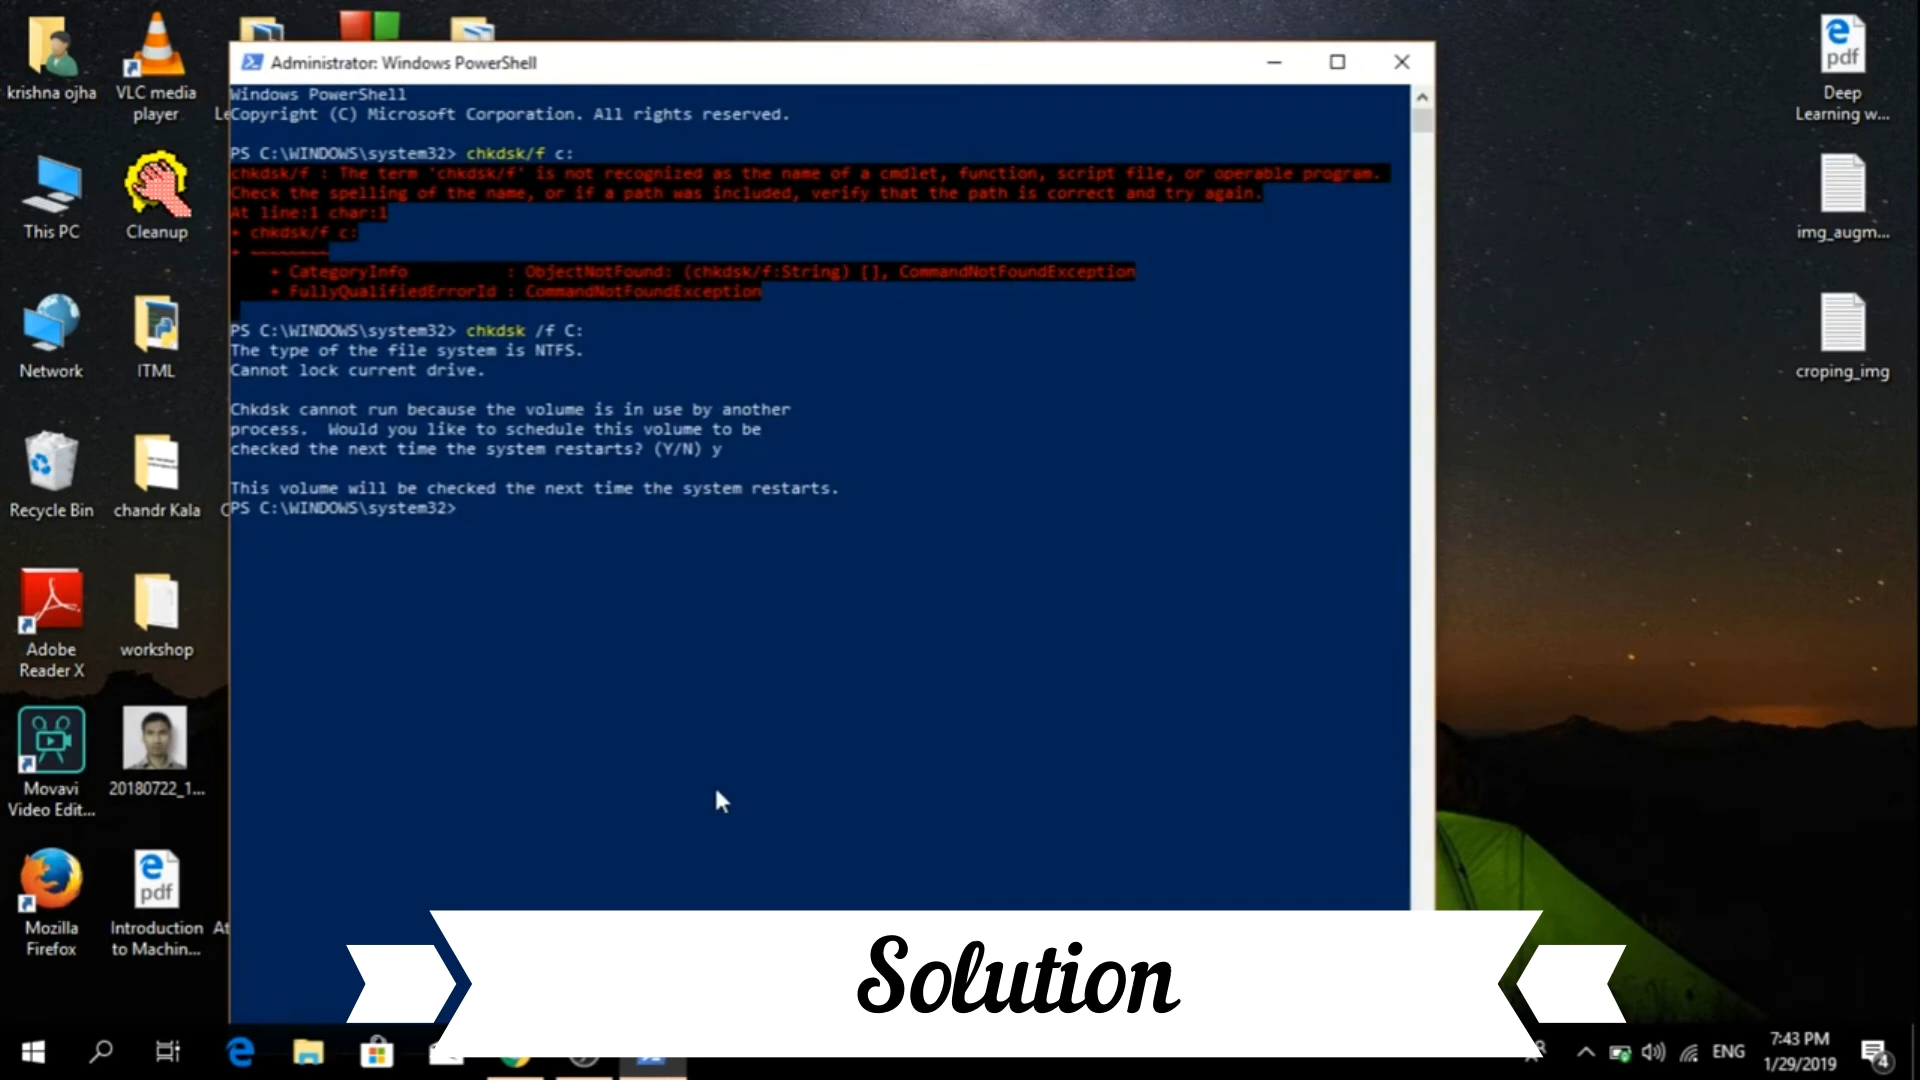 krishna ojha
VLC media
player
Administrator: Windows PowerShell
Windows PowerShell
Copyright (C) Microsoft Corporation. All rights reserved.
PS C:\WINDOWS\system32> chkdsk/f c:
chkdsk/f : The term 'chkdsk/f' is not recognized as the name of a cmdlet, function, script file, or operable program.
Check the spelling of the name, or if a path was included, verify that the path is correct and try again.
At line:1 char:1
+ chkdsk/f c:
+ ~~~~~~~~
+ CategoryInfo : ObjectNotFound: (chkdsk/f:String) [], CommandNotFoundException
+ FullyQualifiedErrorId : CommandNotFoundException
PS C:\WINDOWS\system32> chkdsk /f C:
The type of the file system is NTFS.
Cannot lock current drive.
Chkdsk cannot run because the volume is in use by another
process. Would you like to schedule this volume to be
checked the next time the system restarts? (Y/N) y
This volume will be checked the next time the system restarts.
PS C:\WINDOWS\system32>
This PC
Cleanup
Network
ITML
Recycle Bin
chandr Kala
Adobe
Reader X
workshop
Movavi
Video Edit...
20180722_1...
Mozilla
Firefox
pdf
Introduction
to Machin...
pdf
Deep
Learning w...
img_augm...
croping_img
Solution
ENG
7:43 PM
1/29/2019
4